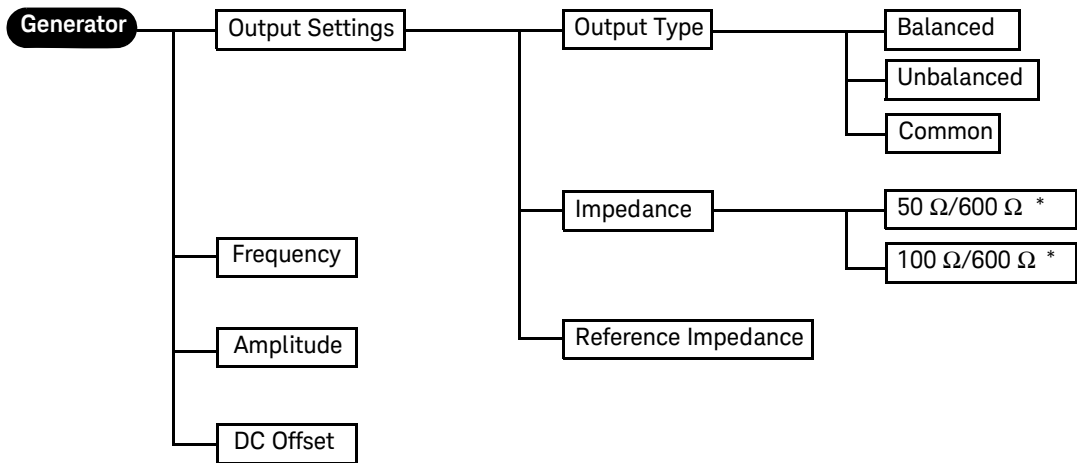 Generator
Output Settings
Output Type
Balanced
Unbalanced
Common
Impedance
50 Ω/600 Ω *
100 Ω/600 Ω *
Frequency
Reference Impedance
Amplitude
DC Offset